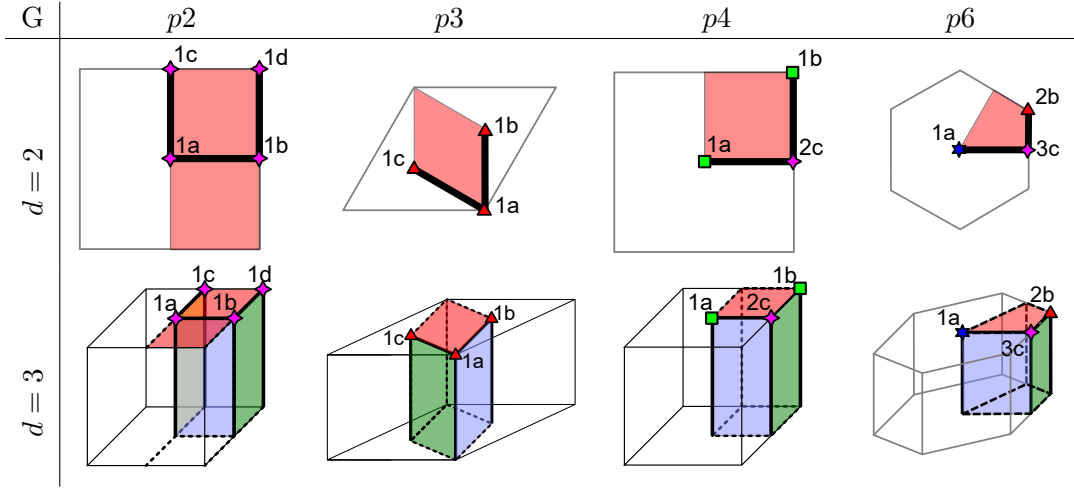 G p2 p3 p4 p6
d = 2
1c 1d
1a 1b
1b
1c
1a
1b
1a 2c
2b
1a
3c
d = 3
1c 1d
1a 1b
1b
1c
1a
1b
1a 2c
2b
1a
3c